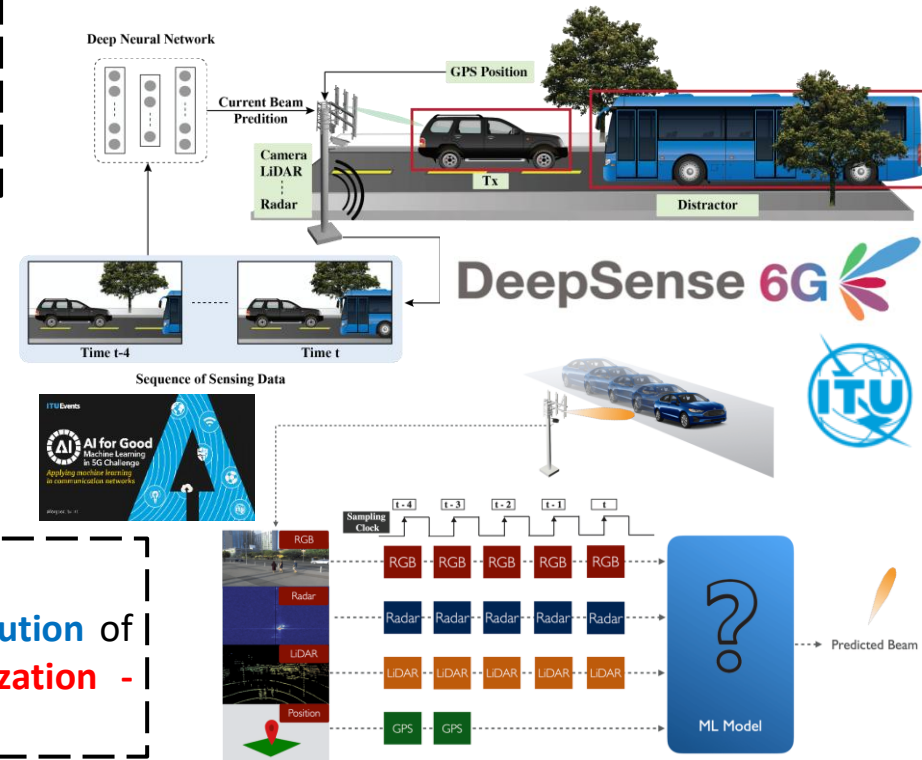 Deep Neural Network
GPS Position
Current Beam
Predition
Camera
LiDAR
Radar
Tx
Distractor
DeepSense 6G
Time t-4
Time t
Sequence of Sensing Data
ITUEvents
AI
AI for Good
Machine Learning
in 5G Challenge
Applying machine learning
in communication networks
ITU
Sampling
Clock
t - 4
t - 3
t - 2
t - 1
t
RGB
RGB RGB RGB RGB RGB
Radar
Radar Radar Radar Radar Radar
LiDAR
LiDAR LiDAR LiDAR LiDAR LiDAR
Position
GPS GPS
?
ML Model
Predicted Beam
ution of
zation -